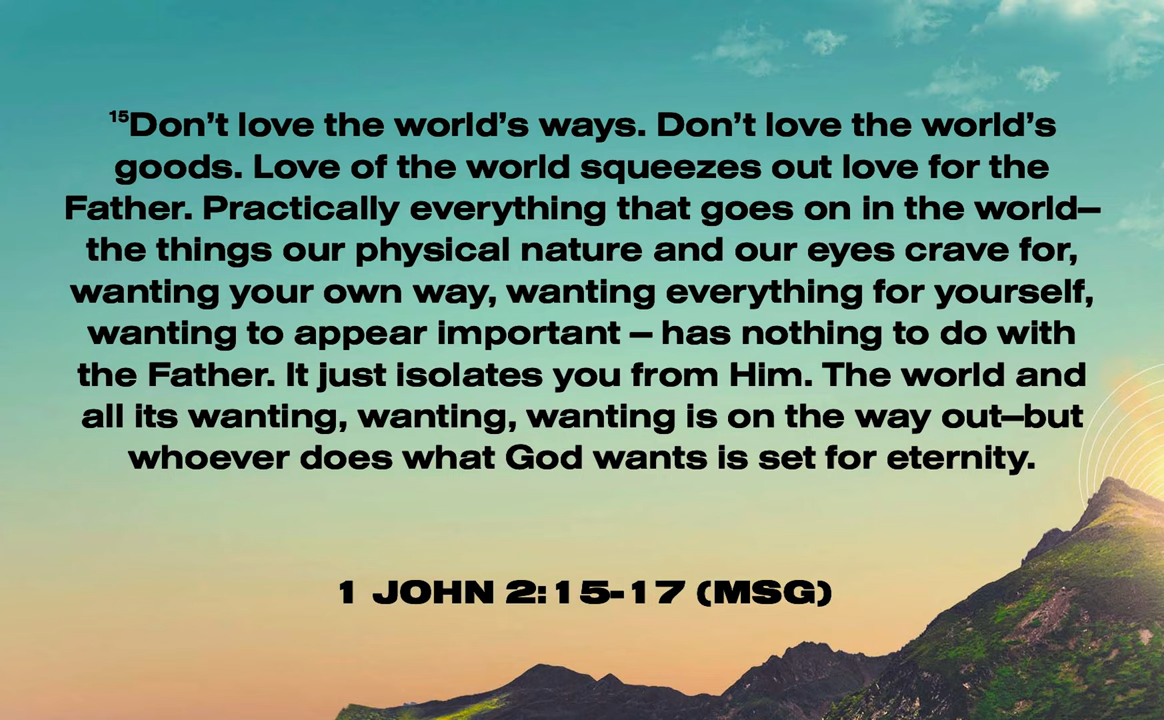 ¹⁵Don’t love the world’s ways. Don’t love the world’s
goods. Love of the world squeezes out love for the
Father. Practically everything that goes on in the world—
the things our physical nature and our eyes crave for,
wanting your own way, wanting everything for yourself,
wanting to appear important – has nothing to do with
the Father. It just isolates you from Him. The world and
all its wanting, wanting, wanting is on the way out—but
whoever does what God wants is set for eternity.
1 JOHN 2:15-17 (MSG)